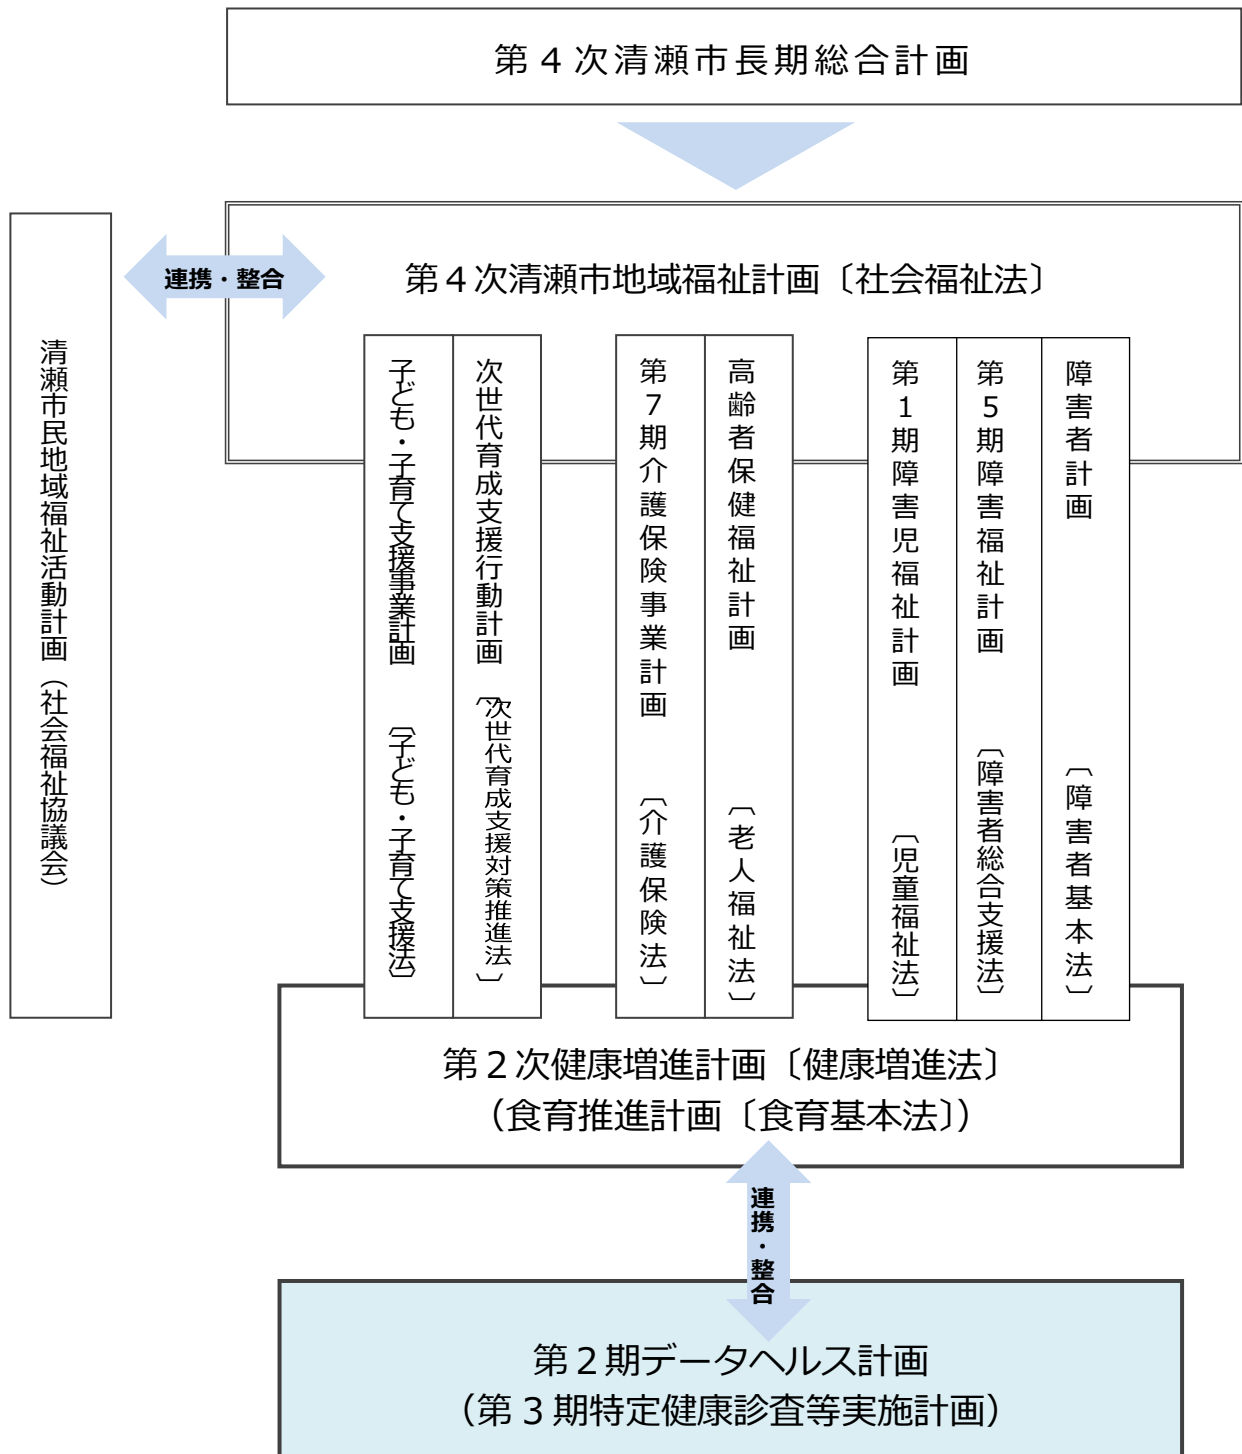 第４次清瀬市長期総合計画
連携・整合
第４次清瀬市地域福祉計画〔社会福祉法〕
清瀬市民地域福祉活動計画（社会福祉協議会）
子ども・子育て支援事業計画 〔子ども・子育て支援法〕
次世代育成支援行動計画 〔次世代育成支援対策推進法〕
第７期介護保険事業計画 〔介護保険法〕
高齢者保健福祉計画 〔老人福祉法〕
第１期障害児福祉計画 〔児童福祉法〕
第５期障害福祉計画 〔障害者総合支援法〕
障害者計画 〔障害者基本法〕
第２次健康増進計画〔健康増進法〕
（食育推進計画〔食育基本法〕）
連携・整合
第２期データヘルス計画
（第３期特定健康診査等実施計画）